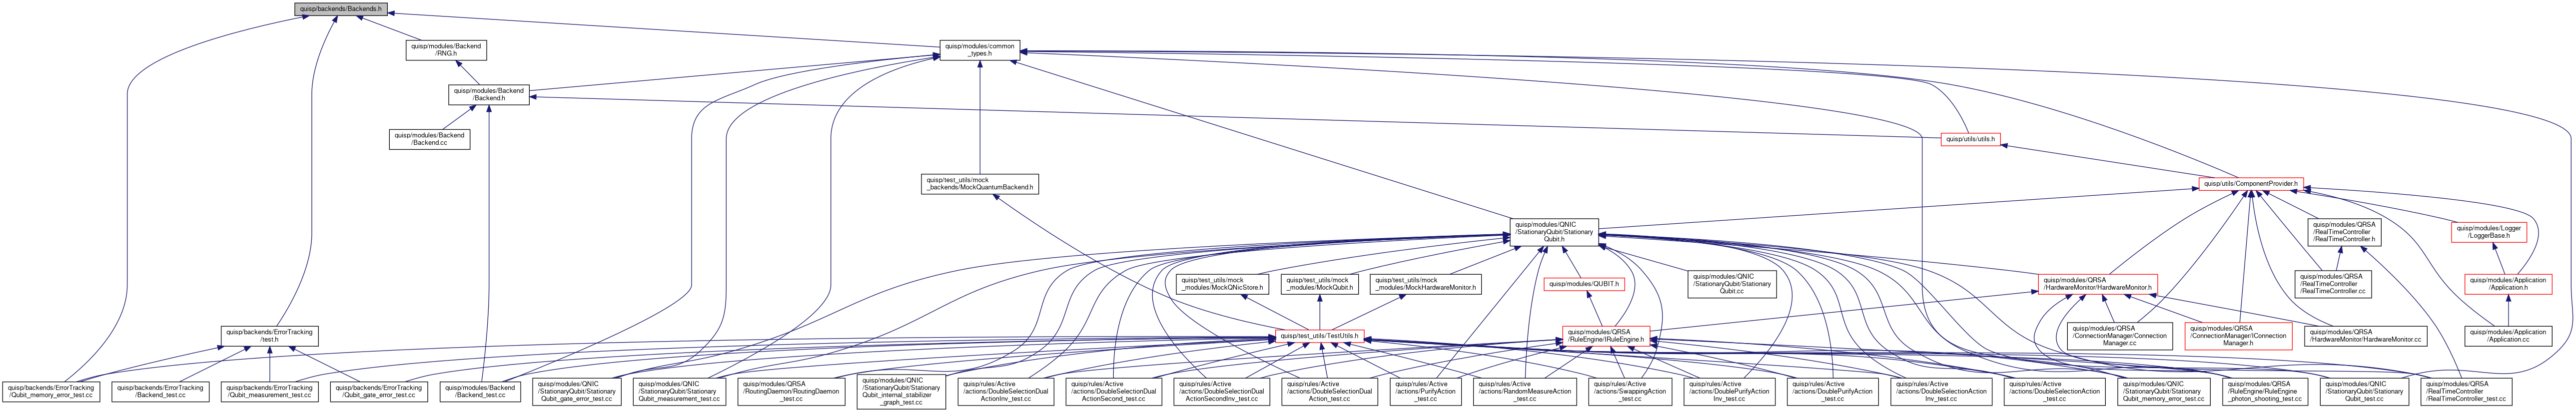 quisp/backends/Backends.h
quisp/modules/Backend
/RNG.h
quisp/modules/common
_types.h
quisp/modules/Backend
/Backend.h
quisp/modules/Backend
/Backend.cc
quisp/utils/utils.h
quisp/test_utils/mock
_backends/MockQuantumBackend.h
quisp/utils/ComponentProvider.h
quisp/modules/QNIC
/StationaryQubit/Stationary
Qubit.h
quisp/modules/QRSA
/RealTimeController
/RealTimeController.h
quisp/modules/Logger
/LoggerBase.h
quisp/test_utils/mock
_modules/MockQNicStore.h
quisp/test_utils/mock
_modules/MockQubit.h
quisp/test_utils/mock
_modules/MockHardwareMonitor.h
quisp/modules/QUBIT.h
quisp/modules/QNIC
/StationaryQubit/Stationary
Qubit.cc
quisp/modules/QRSA
/HardwareMonitor/HardwareMonitor.h
quisp/modules/QRSA
/RealTimeController
/RealTimeController.cc
quisp/modules/Application
/Application.h
quisp/backends/ErrorTracking
/test.h
quisp/test_utils/TestUtils.h
quisp/modules/QRSA
/RuleEngine/IRuleEngine.h
quisp/modules/QRSA
/ConnectionManager/Connection
Manager.cc
quisp/modules/QRSA
/ConnectionManager/IConnection
Manager.h
quisp/modules/QRSA
/HardwareMonitor/HardwareMonitor.cc
quisp/modules/Application
/Application.cc
quisp/backends/ErrorTracking
/Qubit_memory_error_test.cc
quisp/backends/ErrorTracking
/Backend_test.cc
quisp/backends/ErrorTracking
/Qubit_measurement_test.cc
quisp/backends/ErrorTracking
/Qubit_gate_error_test.cc
quisp/modules/Backend
/Backend_test.cc
quisp/modules/QNIC
/StationaryQubit/Stationary
Qubit_gate_error_test.cc
quisp/modules/QNIC
/StationaryQubit/Stationary
Qubit_measurement_test.cc
quisp/modules/QRSA
/RoutingDaemon/RoutingDaemon
_test.cc
quisp/modules/QNIC
/StationaryQubit/Stationary
Qubit_internal_stabilizer
_graph_test.cc
quisp/rules/Active
/actions/DoubleSelectionDual
ActionInv_test.cc
quisp/rules/Active
/actions/DoubleSelectionDual
ActionSecond_test.cc
quisp/rules/Active
/actions/DoubleSelectionDual
ActionSecondInv_test.cc
quisp/rules/Active
/actions/DoubleSelectionDual
Action_test.cc
quisp/rules/Active
/actions/PurifyAction
_test.cc
quisp/rules/Active
/actions/RandomMeasureAction
_test.cc
quisp/rules/Active
/actions/SwappingAction
_test.cc
quisp/rules/Active
/actions/DoublePurifyAction
Inv_test.cc
quisp/rules/Active
/actions/DoublePurifyAction
_test.cc
quisp/rules/Active
/actions/DoubleSelectionAction
Inv_test.cc
quisp/rules/Active
/actions/DoubleSelectionAction
_test.cc
quisp/modules/QNIC
/StationaryQubit/Stationary
Qubit_memory_error_test.cc
quisp/modules/QRSA
/RuleEngine/RuleEngine
_photon_shooting_test.cc
quisp/modules/QNIC
/StationaryQubit/Stationary
Qubit_test.cc
quisp/modules/QRSA
/RealTimeController
/RealTimeController_test.cc